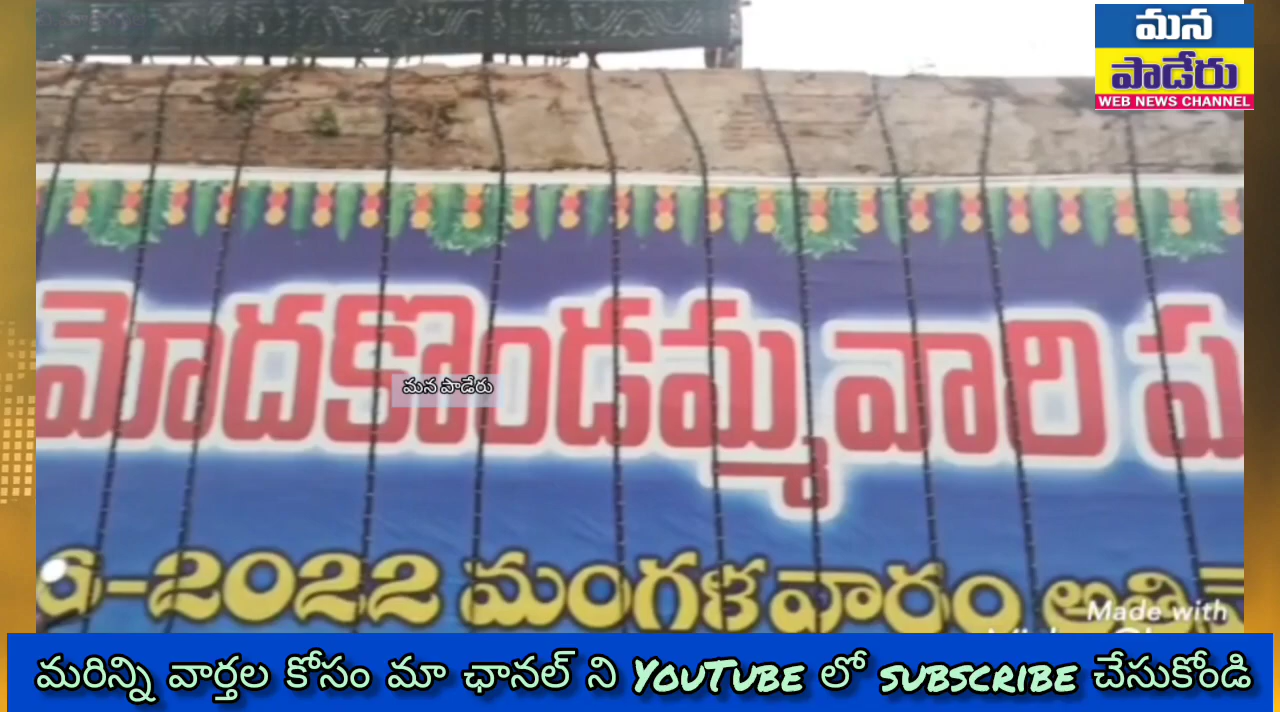 మన
పాడేరు
WEB NEWS CHANNEL
మోదకొండమ్మ వారి
మన పాడేరు
-2022 మంగళవారం
Made with
మరిన్ని వార్తల కోసం మా ఛానల్ ని YouTube లో subscribe చేసుకోండి